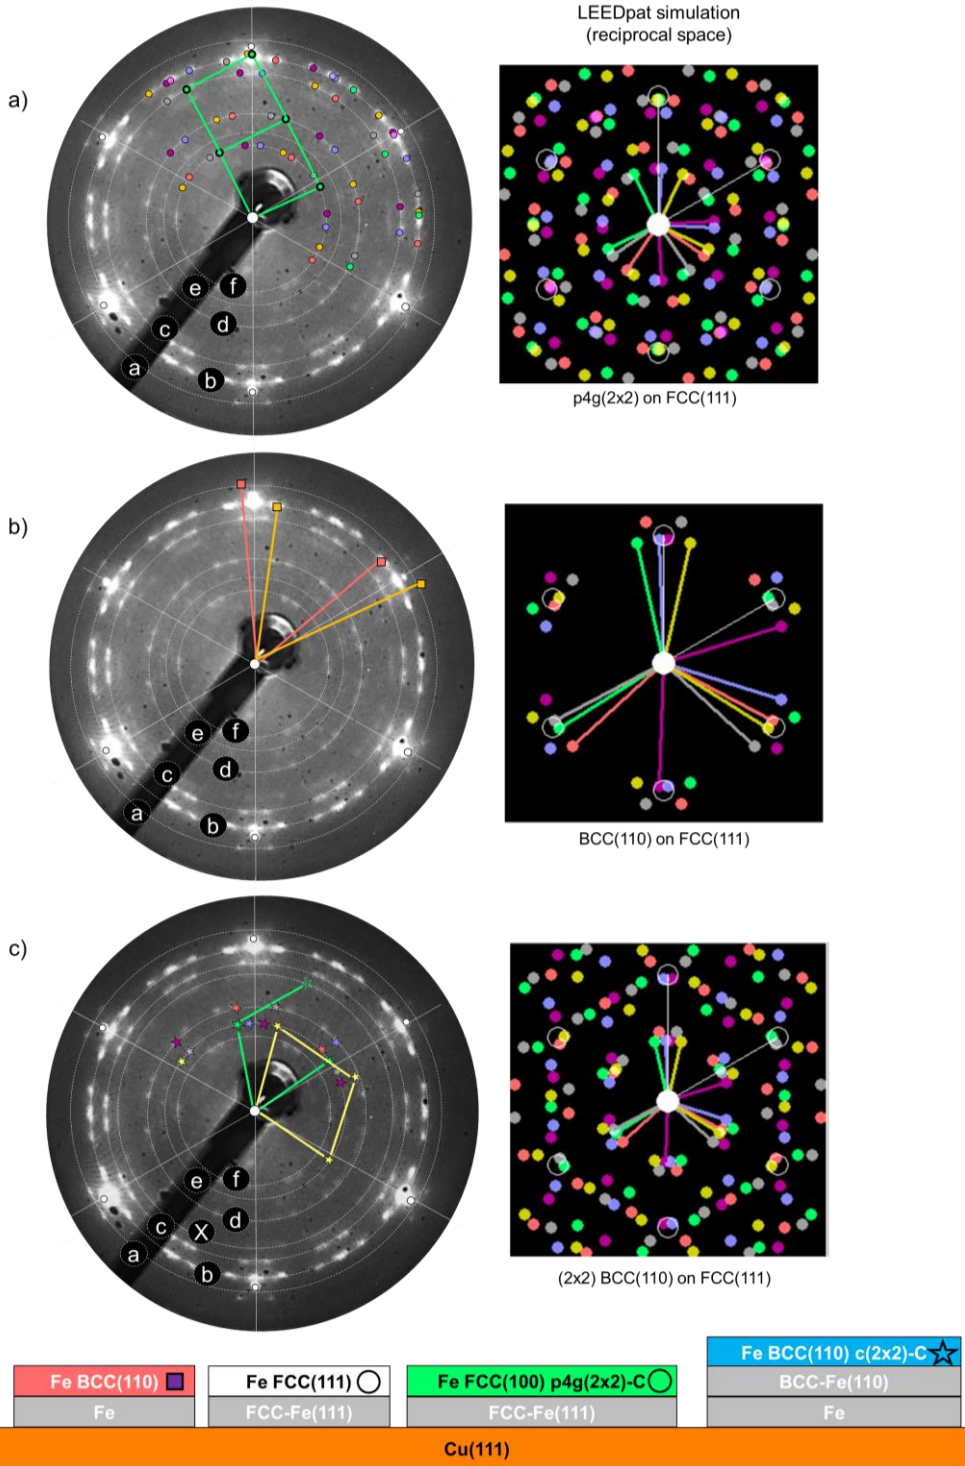 LEEDpat simulation
(reciprocal space)
a)
e
f
c
d
a
b
p4g(2x2) on FCC(111)
b)
e
f
c
d
a
b
BCC(110) on FCC(111)
c)
e
f
c
X
d
a
b
(2x2) BCC(110) on FCC(111)
Fe BCC(110)
Fe FCC(111)
Fe FCC(100) p4g(2x2)-C
Fe BCC(110) c(2x2)-C
Fe
FCC-Fe(111)
FCC-Fe(111)
BCC-Fe(110)
Fe
Cu(111)